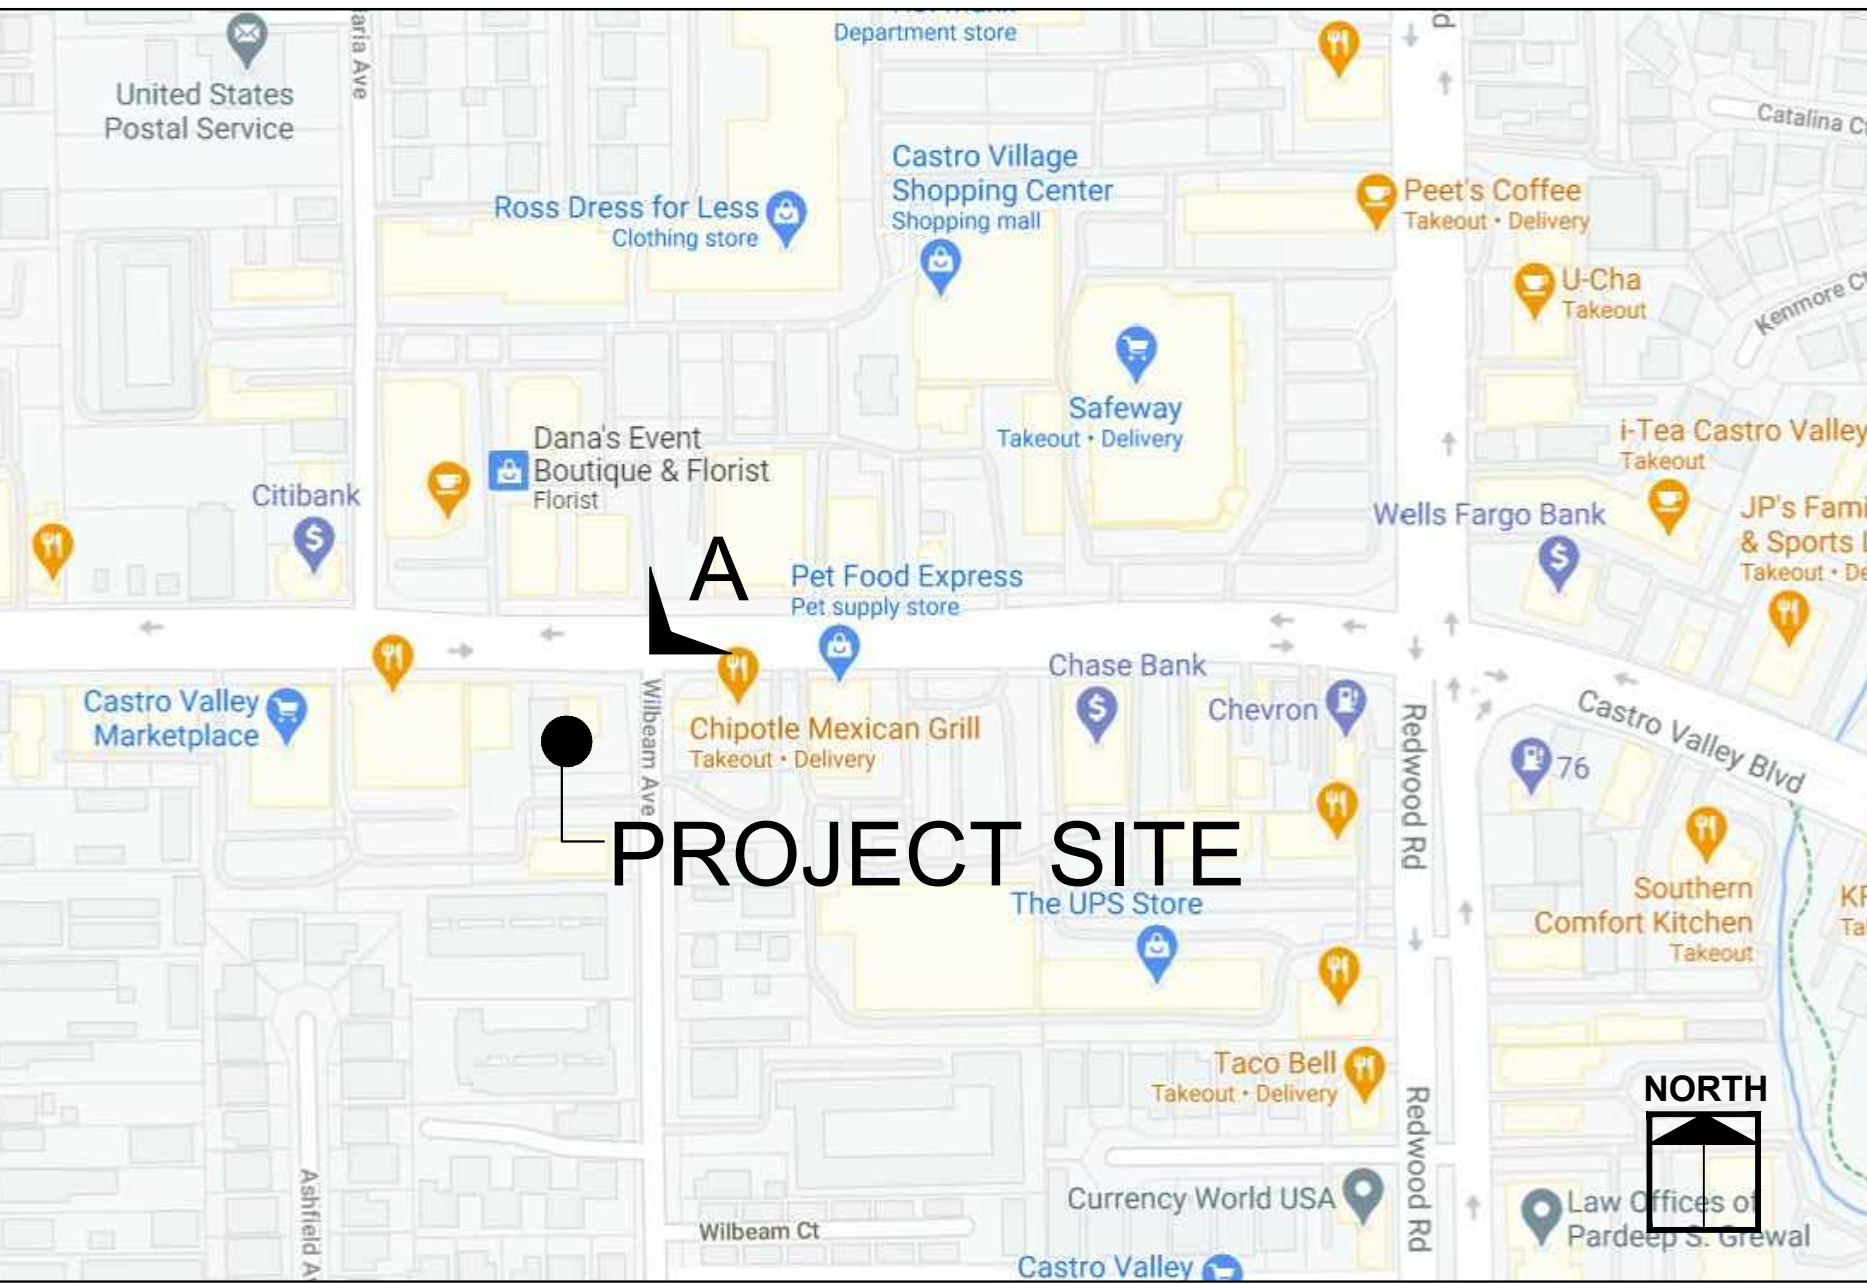 Department store
United States
Postal Service
Catalina
Castro Village
Shopping Center
Shopping mall
Ross Dress for Less
Clothing store
Peet's Coffee
Takeout • Delivery
U-Cha
Takeout
Kenmore
Safeway
Takeout • Delivery
Dana's Event
Boutique & Florist
Florist
i-Tea Castro Valley
Takeout
Citibank
Wells Fargo Bank
JP's
& Sports
Takeout •
A
Pet Food Express
Pet supply store
Chase Bank
Chevron
Castro Valley
Marketplace
Wilbeam Ave
Chipotle Mexican Grill
Takeout • Delivery
Redwood Rd
Castro Valley Blvd
76
PROJECT SITE
The UPS Store
Southern
Comfort Kitchen
Takeout
Taco Bell
Takeout • Delivery
NORTH
Ashfield
Redwood Rd
Currency World USA
Law Offices of
Pardeep S. Grewal
Wilbeam Ct
Castro Valley